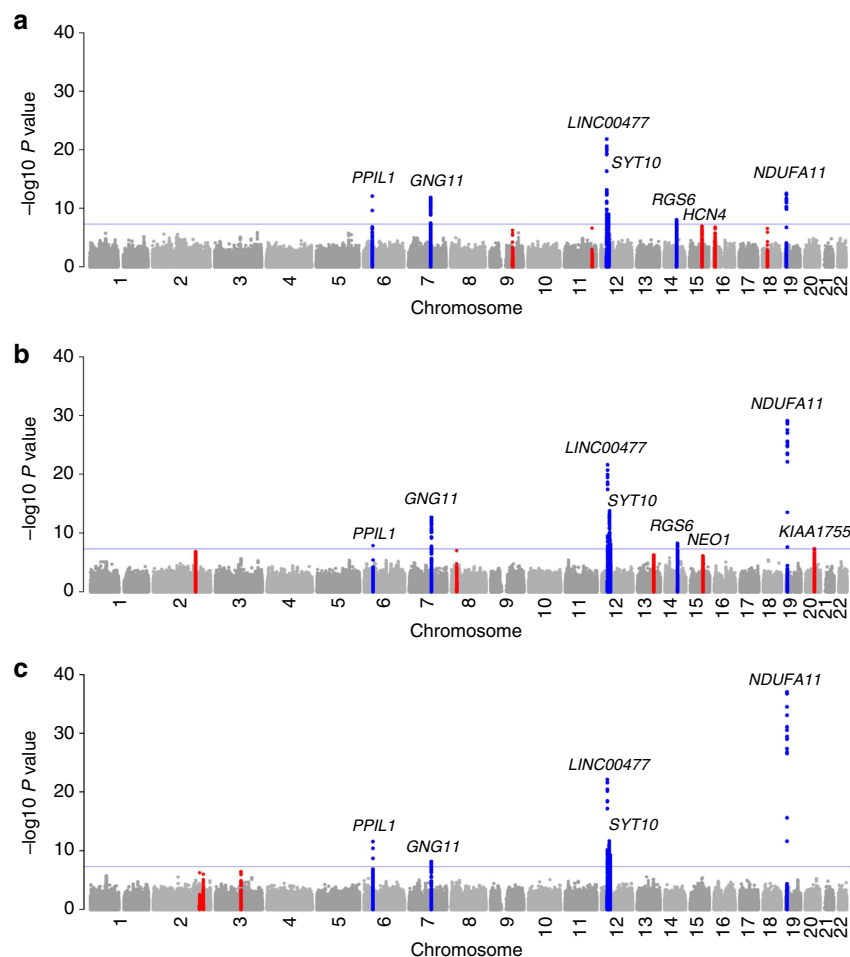 a
–log10 P value
40
30
20
10
0
PPIL1
GNG11
LINC00477
SYT10
RGS6
HCN4
NDUFA11
1 2 3 4 5 6 7 8 9 10 11 12 13 14 15 16 17 18 19 20 21 22
Chromosome
b
–log10 P value
40
30
20
10
0
PPIL1
GNG11
LINC00477
SYT10
RGS6
NEO1
NDUFA11
KIAA1755
1 2 3 4 5 6 7 8 9 10 11 12 13 14 15 16 17 18 19 20 21 22
Chromosome
c
–log10 P value
40
30
20
10
0
PPIL1
GNG11
LINC00477
SYT10
NDUFA11
1 2 3 4 5 6 7 8 9 10 11 12 13 14 15 16 17 18 19 20 21 22
Chromosome